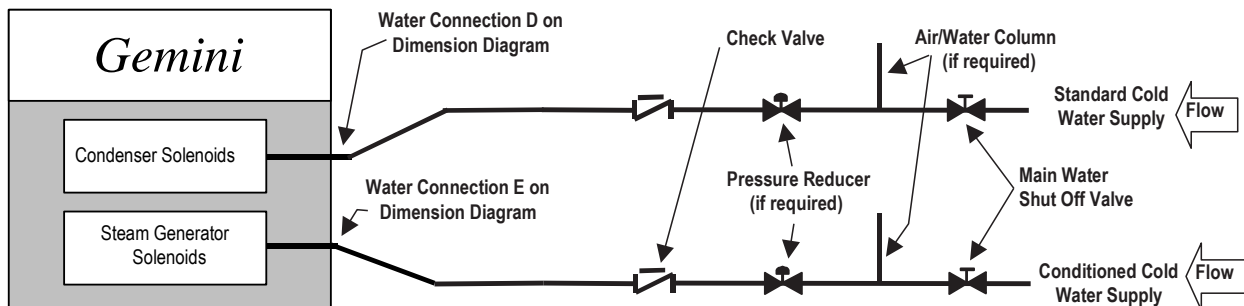 Gemini
Condenser Solenoids
Steam Generator
Solenoids
Water Connection D on
Dimension Diagram
Water Connection E on
Dimension Diagram
Check Valve
Pressure Reducer
(if required)
Air/Water Column
(if required)
Main Water
Shut Off Valve
Standard Cold
Water Supply
Flow
Conditioned Cold
Water Supply
Flow